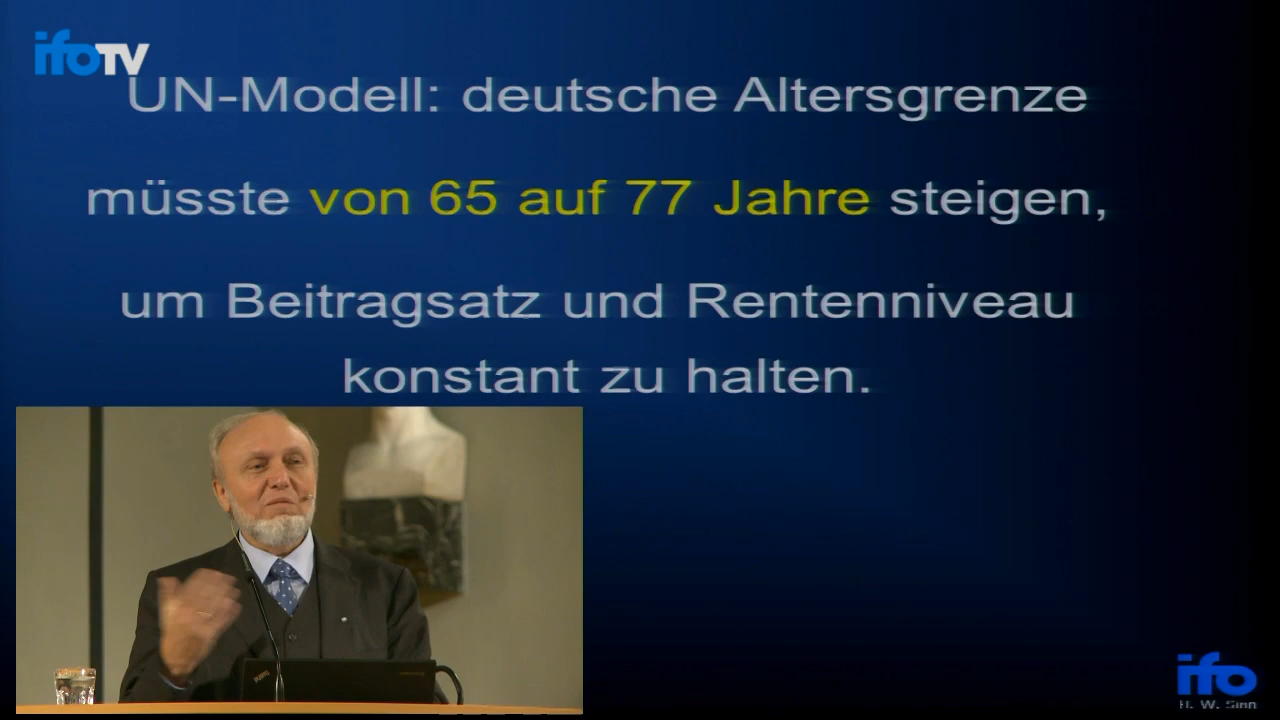 ifoTV
UN-Modell: deutsche Altersgrenze
müsste von 65 auf 77 Jahre steigen,
um Beitragsatz und Rentenniveau
konstant zu halten.
ifo
H. W. Sinn